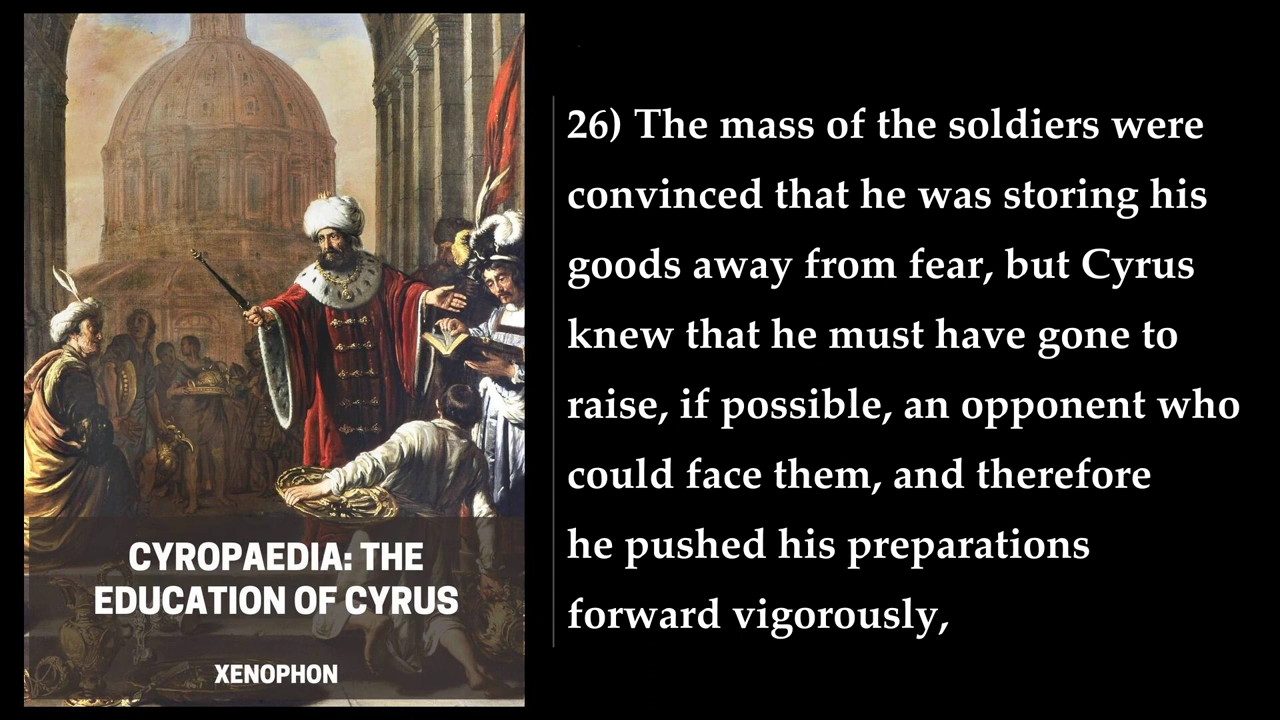 CYROPAEDIA: THE
EDUCATION OF CYRUS
XENOPHON
26) The mass of the soldiers were
convinced that he was storing his
goods away from fear, but Cyrus
knew that he must have gone to
raise, if possible, an opponent who
could face them, and therefore
he pushed his preparations
forward vigorously,